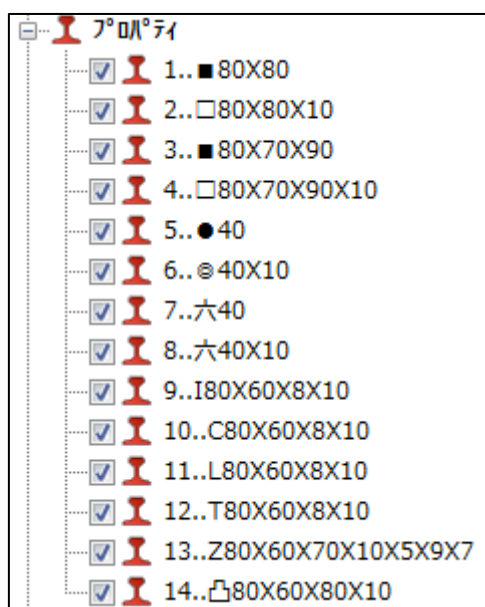 ﾌﾟﾛﾊﾟﾃｨ
1..■80X80
2..□80X80X10
3..■80X70X90
4..□80X70X90X10
5..●40
6..◎40X10
7..六40
8..六40X10
9..I80X60X8X10
10..C80X60X8X10
11..L80X60X8X10
12..T80X60X8X10
13..Z80X60X70X10X5X9X7
14..凸80X60X80X10